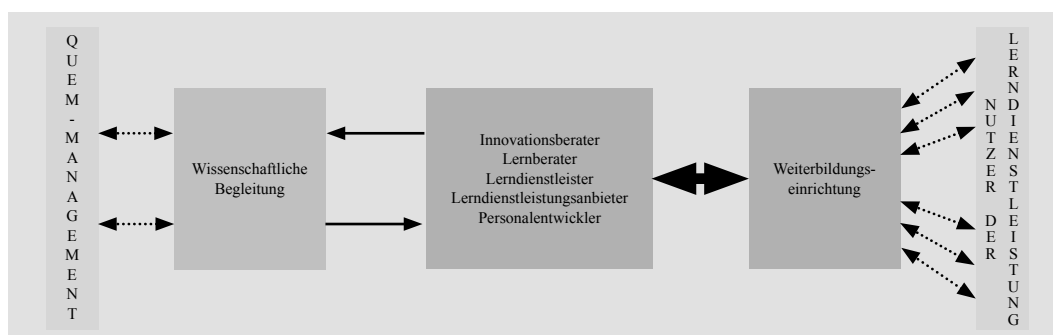 QUEM-MANAGEMENT
Wissenschaftliche
Begleitung
Innovationsberater
Lernberater
Lerndienstleister
Lerndienstleistungsanbieter
Personalentwickler
Weiterbildungs-
einrichtung
NUTZER DER
LERNDIENSTLEISTUNG